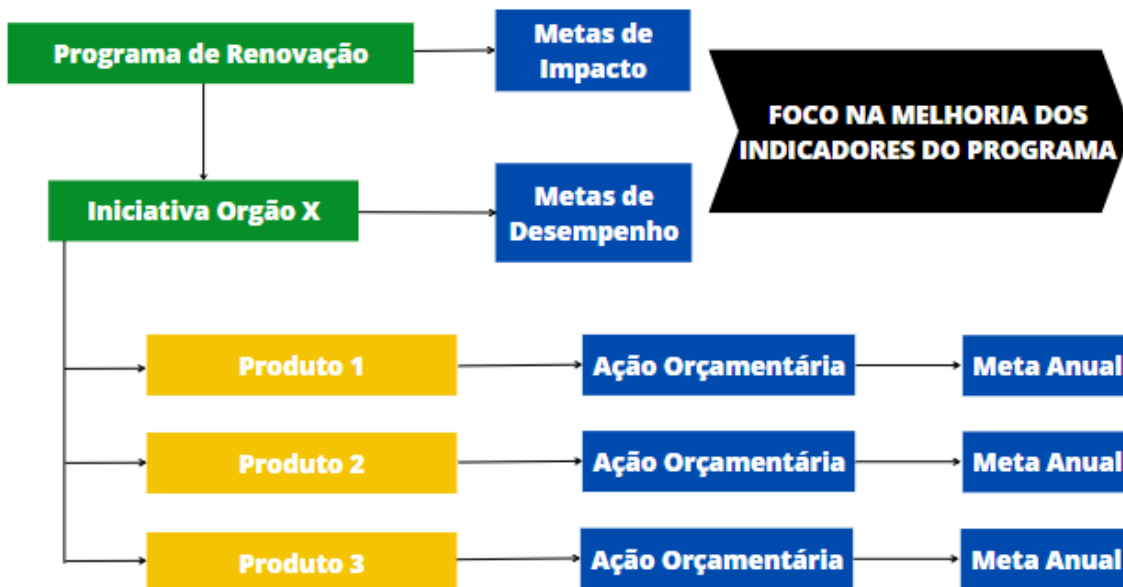 Programa de Renovação
Metas de
Impacto
FOCO NA MELHORIA DOS
INDICADORES DO PROGRAMA
Iniciativa Orgão X
Metas de
Desempenho
Produto 1
Ação Orçamentária
Meta Anual
Produto 2
Ação Orçamentária
Meta Anual
Produto 3
Ação Orçamentária
Meta Anual